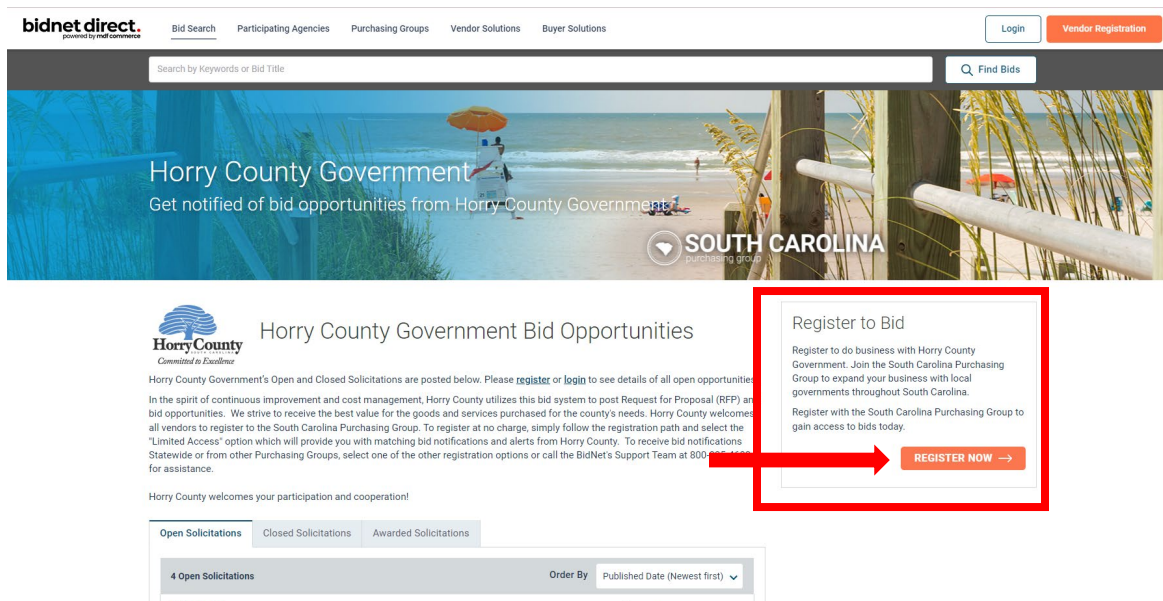 bidnet direct.
powered by mdf commerce
Bid Search Participating Agencies Purchasing Groups Vendor Solutions Buyer Solutions
Login
Vendor Registration
Search by Keywords or Bid Title
Find Bids
Horry County Government
Get notified of bid opportunities from Horry County Government
SOUTH CAROLINA
purchasing group
Horry County
SOUTH CAROLINA
Committed to Excellence
Horry County Government Bid Opportunities
Horry County Government's Open and Closed Solicitations are posted below. Please register or login to see details of all open opportunities
In the spirit of continuous improvement and cost management, Horry County utilizes this bid system to post Request for Proposal (RFP) an
bid opportunities. We strive to receive the best value for the goods and services purchased for the county's needs. Horry County welcomes
all vendors to register to the South Carolina Purchasing Group. To register at no charge, simply follow the registration path and select the
"Limited Access" option which will provide you with matching bid notifications and alerts from Horry County. To receive bid notifications
Statewide or from other Purchasing Groups, select one of the other registration options or call the BidNet's Support Team at
for assistance.
Horry County welcomes your participation and cooperation!
Register to Bid
Register to do business with Horry County
Government. Join the South Carolina Purchasing
Group to expand your business with local
governments throughout South Carolina.
Register with the South Carolina Purchasing Group to
gain access to bids today.
REGISTER NOW →
Open Solicitations Closed Solicitations Awarded Solicitations
4 Open Solicitations
Order By Published Date (Newest first)